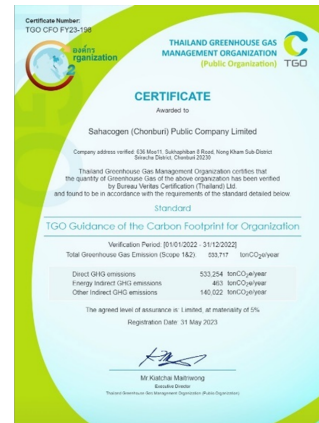 Certificate Number:
TGO CFO FY23-198
องค์กร
rganization
2
THAILAND GREENHOUSE GAS
MANAGEMENT ORGANIZATION
(Public Organization)
TGO
CERTIFICATE
Awarded to
Sahacogen (Chonburi) Public Company Limited
Company address verified: 636 Moo11, Sukhaphiban 8 Road, Nong Kham Sub-District
Sriracha District, Chonburi 20230
Thailand Greenhouse Gas Management Organization certifies that
the quantity of Greenhouse Gas of the above organization has been verified
by Bureau Veritas Certification (Thailand) Ltd.
and found to be in accordance with the requirements of the standard detailed below.
Standard
TGO Guidance of the Carbon Footprint for Organization
Verification Period: [01/01/2022 - 31/12/2022]
Total Greenhouse Gas Emission (Scope 1&2): 533,717 tonCO2e/year
Direct GHG emissions 533,254 tonCO2e/year
Energy Indirect GHG emissions 463 tonCO2e/year
Other Indirect GHG emissions 140,022 tonCO2e/year
The agreed level of assurance is: Limited, at materiality of 5%
Registration Date: 31 May 2023
Mr.Kiatchai Maitriwong
Executive Director
Thailand Greenhouse Gas Management Organization (Public Organization)